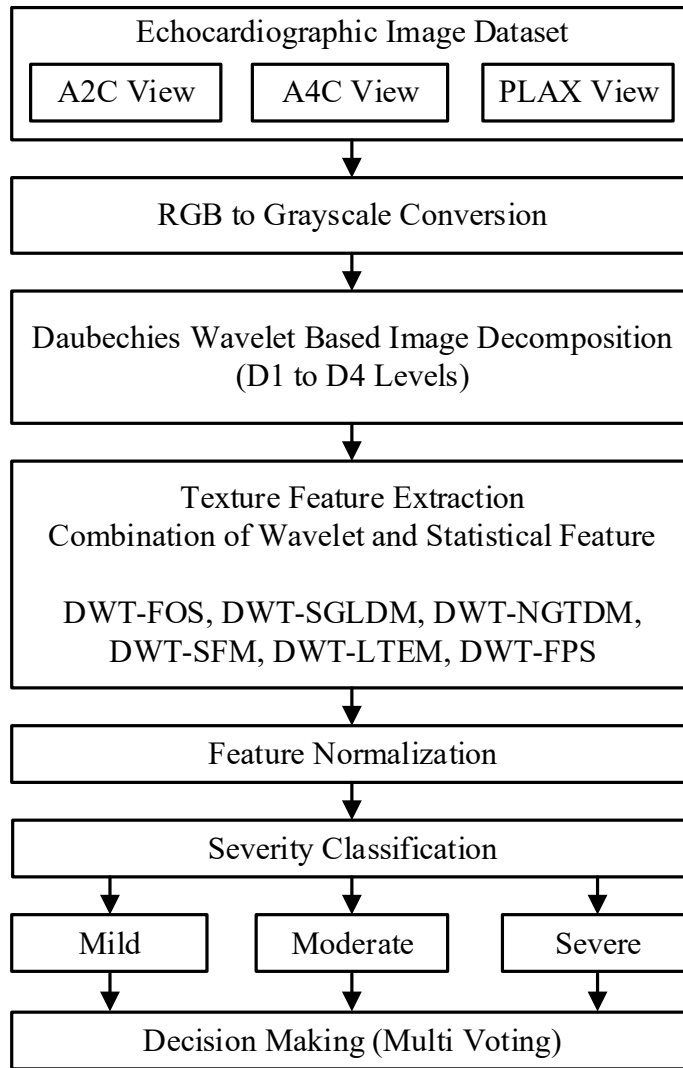 Echocardiographic Image Dataset
A2C View
A4C View
PLAX View
RGB to Grayscale Conversion
Daubechies Wavelet Based Image Decomposition
(D1 to D4 Levels)
Texture Feature Extraction
Combination of Wavelet and Statistical Feature
DWT-FOS, DWT-SGLDM, DWT-NGTDM,
DWT-SFM, DWT-LTEM, DWT-FPS
Feature Normalization
Severity Classification
Mild
Moderate
Severe
Decision Making (Multi Voting)